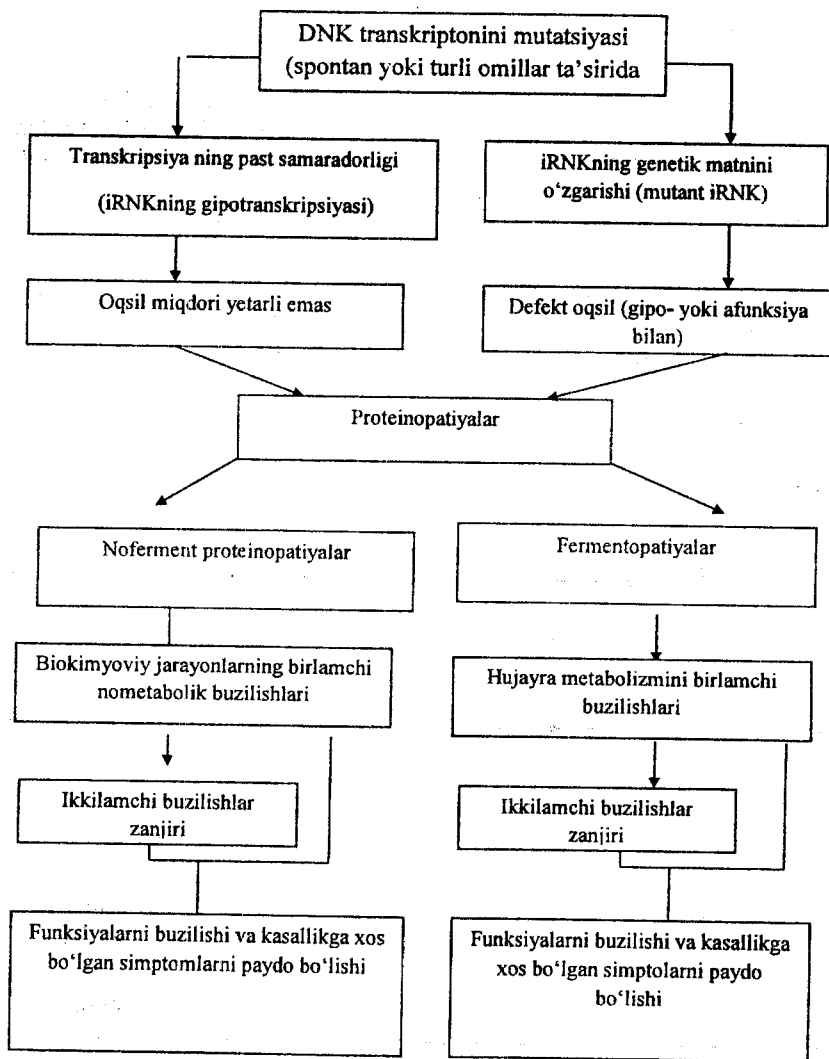 DNK transkriptonini mutatsiyasi
(spontan yoki turli omillar ta’sirida
Transkripsiya ning past samaradorligi
(iRNKning gipotranskripsiyasi)
iRNKning genetik matnini
o‘zgarishi (mutant iRNK)
Oqsil miqdori yetarli emas
Defekt oqsil (gipo- yoki afunksiya
bilan)
Proteinopatiyalar
Noferment proteinopatiyalar
Fermentopatiyalar
Biokimyoviy jarayonlarning birlamchi
nometabolik buzilishlari
Hujayra metabolizmini birlamchi
buzilishlari
Ikkilamchi buzilishlar
zanjiri
Ikkilamchi buzilishlar
zanjiri
Funksiyalarni buzilishi va kasallikga xos
bo‘lgan simptomlarni paydo bo‘lishi
Funksiyalarni buzilishi va kasallikga
xos bo‘lgan simptolarni paydo
bo‘lishi